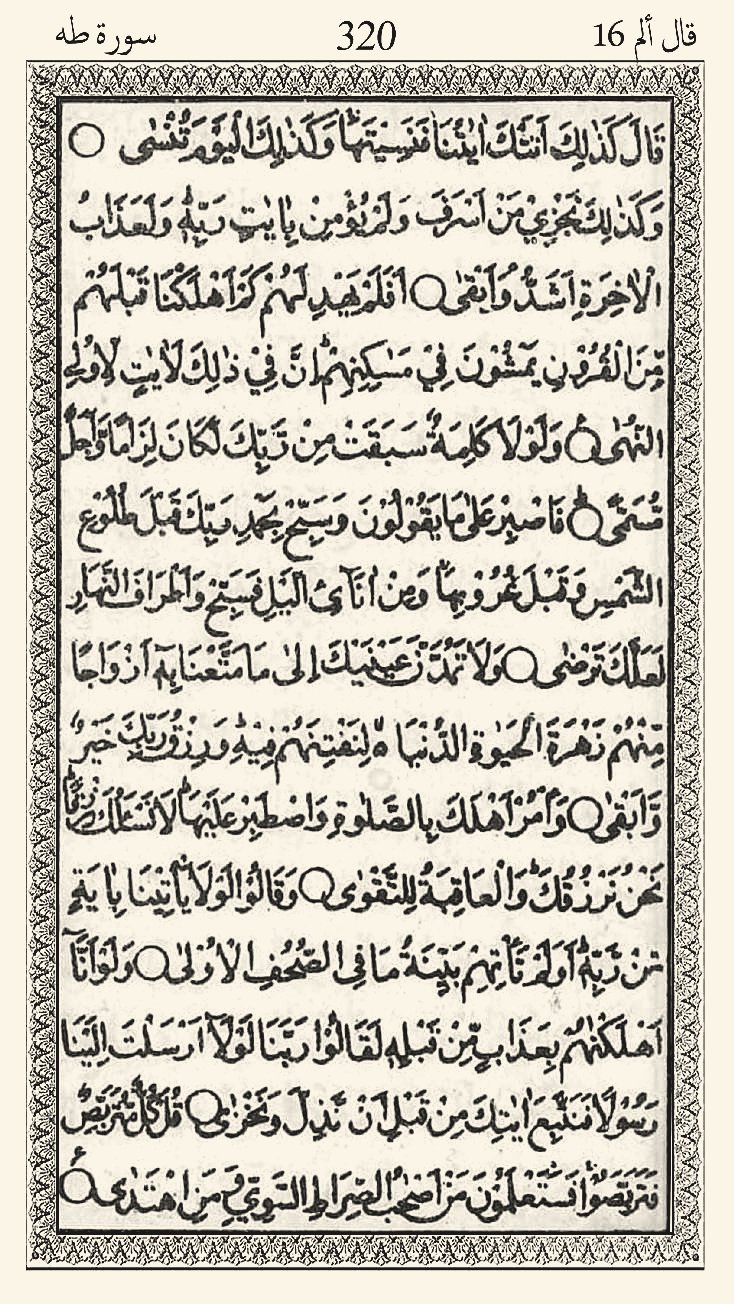 قال ألم 16
320
سورة طه
قَالَ كَذٰلِكَ اَتَتْكَ اٰيٰتُنَا فَنَسِيْتَهَا ۚ وَكَذٰلِكَ الْيَوْمَ تُنْسٰى ○
وَكَذٰلِكَ نَجْزِيْ مَنْ اَسْرَفَ وَلَمْ يُؤْمِنْ بِاٰيٰتِ رَبِّهٖ ؕ وَلَعَذَابُ
الْاٰخِرَةِ اَشَدُّ وَاَبْقٰى ○ اَفَلَمْ يَهْدِ لَهُمْ كَمْ اَهْلَكْنَا قَبْلَهُمْ
مِّنَ الْقُرُوْنِ يَمْشُوْنَ فِيْ مَسٰكِنِهِمْ ؕ اِنَّ فِيْ ذٰلِكَ لَاٰيٰتٍ لِّاُولِي
النُّهٰى ○ وَلَوْلَا كَلِمَةٌ سَبَقَتْ مِنْ رَّبِّكَ لَكَانَ لِزَامًا وَّاَجَلٌ
مُّسَمًّى ○ فَاصْبِرْ عَلٰى مَا يَقُوْلُوْنَ وَسَبِّحْ بِحَمْدِ رَبِّكَ قَبْلَ طُلُوْعِ
الشَّمْسِ وَقَبْلَ غُرُوْبِهَا ۚ وَمِنْ اٰنَآئِ الَّيْلِ فَسَبِّحْ وَاَطْرَافَ النَّهَارِ
لَعَلَّكَ تَرْضٰى ○ وَلَا تَمُدَّنَّ عَيْنَيْكَ اِلٰى مَا مَتَّعْنَا بِهٖٓ اَزْوَاجًا
مِّنْهُمْ زَهْرَةَ الْحَيٰوةِ الدُّنْيَا ۙ لِنَفْتِنَهُمْ فِيْهِ ؕ وَرِزْقُ رَبِّكَ خَيْرٌ
وَّاَبْقٰى ○ وَاْمُرْ اَهْلَكَ بِالصَّلٰوةِ وَاصْطَبِرْ عَلَيْهَا ؕ لَا نَسْـَٔلُكَ رِزْقًا ؕ
نَحْنُ نَرْزُقُكَ ؕ وَالْعَاقِبَةُ لِلتَّقْوٰى ○ وَقَالُوْا لَوْلَا يَاْتِيْنَا بِاٰيَةٍ
مِّنْ رَّبِّهٖ ؕ اَوَلَمْ تَاْتِهِمْ بَيِّنَةُ مَا فِى الصُّحُفِ الْاُوْلٰى ○ وَلَوْ اَنَّآ
اَهْلَكْنٰهُمْ بِعَذَابٍ مِّنْ قَبْلِهٖ لَقَالُوْا رَبَّنَا لَوْلَآ اَرْسَلْتَ اِلَيْنَا
رَسُوْلًا فَنَتَّبِعَ اٰيٰتِكَ مِنْ قَبْلِ اَنْ نَّذِلَّ وَنَخْزٰى ○ قُلْ كُلٌّ مُّتَرَبِّصٌ
فَتَرَبَّصُوْا ۚ فَسَتَعْلَمُوْنَ مَنْ اَصْحٰبُ الصِّرَاطِ السَّوِيِّ وَمَنِ اهْتَدٰى ○